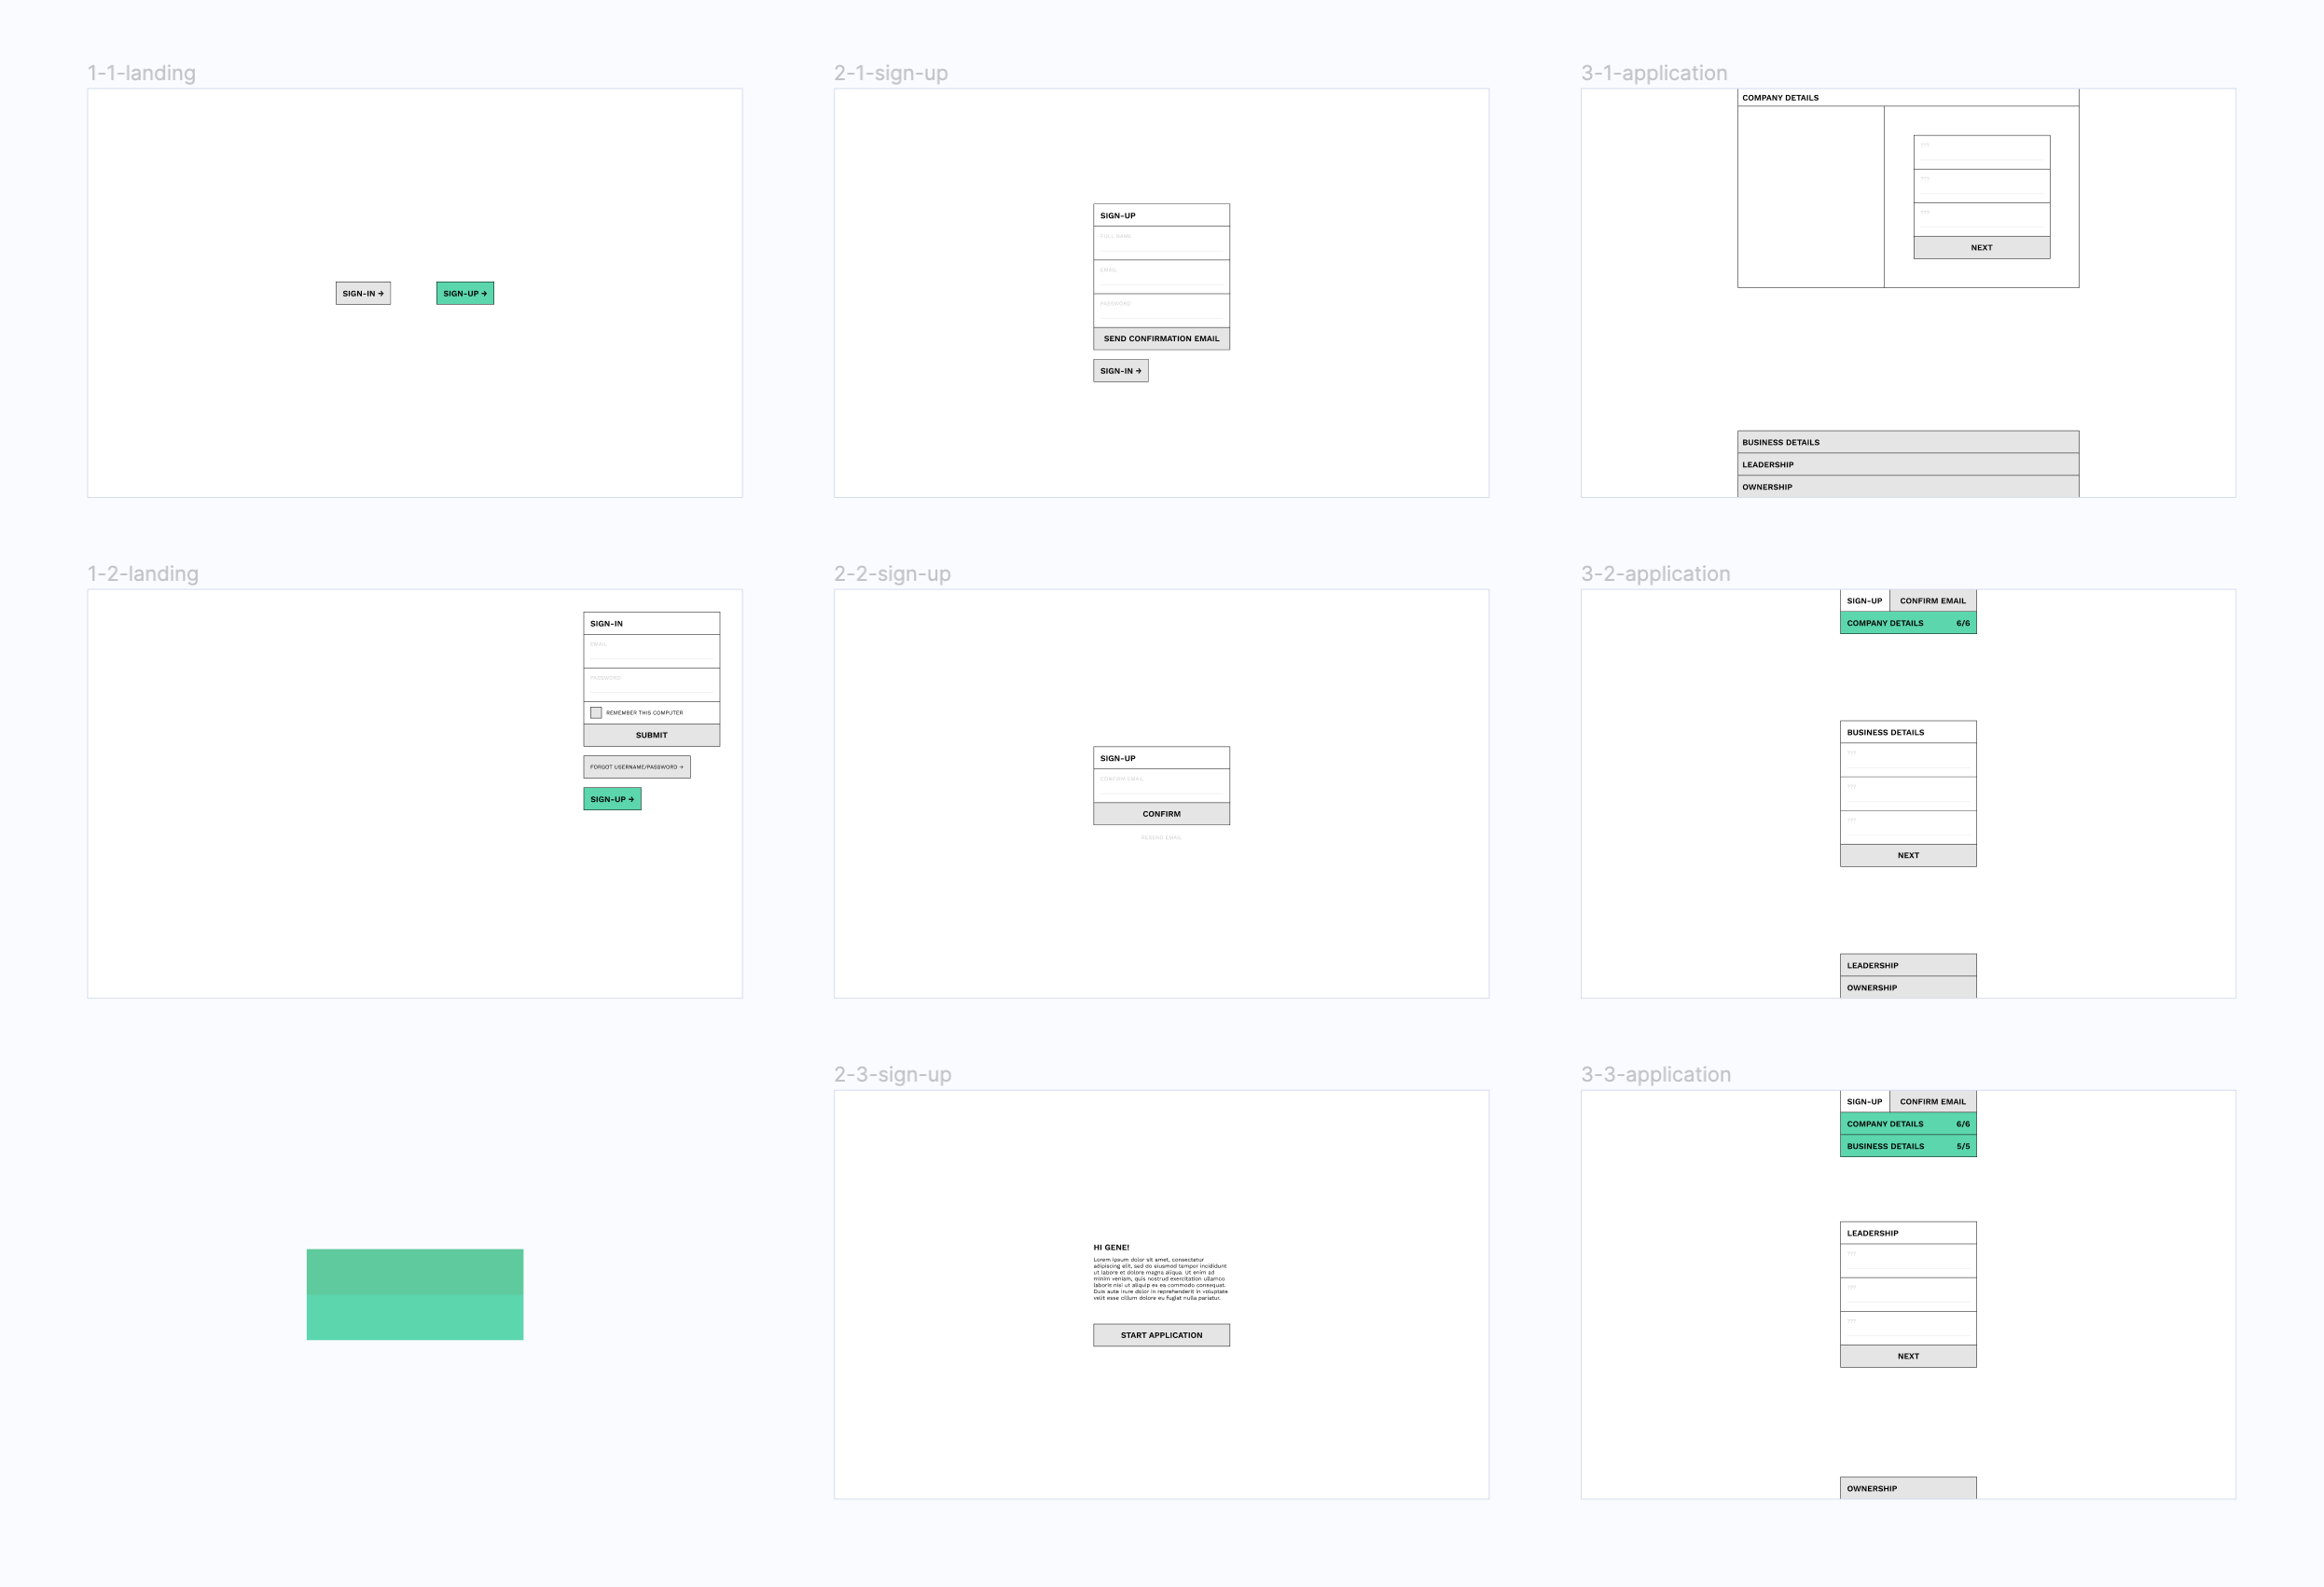 1-1-landing
SIGN-IN →
SIGN-UP →
2-1-sign-up
SIGN-UP
FULL NAME
EMAIL
PASSWORD
SEND CONFIRMATION EMAIL
SIGN-IN →
3-1-application
COMPANY DETAILS
???
???
???
NEXT
BUSINESS DETAILS
LEADERSHIP
OWNERSHIP
1-2-landing
SIGN-IN
EMAIL
PASSWORD
REMEMBER THIS COMPUTER
SUBMIT
FORGOT USERNAME/PASSWORD →
SIGN-UP →
2-2-sign-up
SIGN-UP
CONFIRM EMAIL
CONFIRM
RESEND EMAIL
3-2-application
SIGN-UP
CONFIRM EMAIL
COMPANY DETAILS 6/6
BUSINESS DETAILS
???
???
???
NEXT
LEADERSHIP
OWNERSHIP
2-3-sign-up
HI GENE!
Lorem ipsum dolor sit amet, consectetur
adipiscing elit, sed do eiusmod tempor incididunt
ut labore et dolore magna aliqua. Ut enim ad
minim veniam, quis nostrud exercitation ullamco
laboris nisi ut aliquip ex ea commodo consequat.
Duis aute irure dolor in reprehenderit in voluptate
velit esse cillum dolore eu fugiat nulla pariatur.
START APPLICATION
3-3-application
SIGN-UP
CONFIRM EMAIL
COMPANY DETAILS 6/6
BUSINESS DETAILS 5/5
LEADERSHIP
???
???
???
NEXT
OWNERSHIP